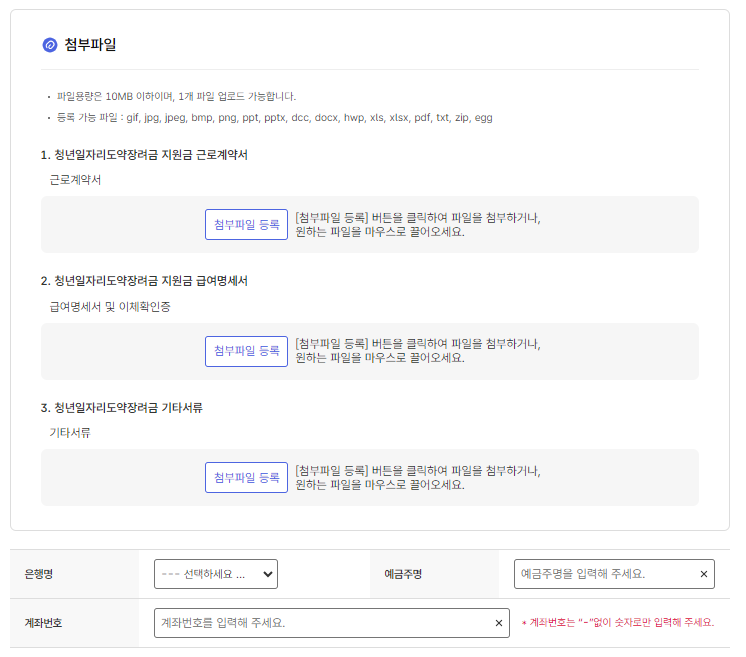 첨부파일
· 파일용량은 10MB 이하이며, 1개 파일 업로드 가능합니다.
· 등록 가능 파일 : gif, jpg, jpeg, bmp, png, ppt, pptx, dcc, docx, hwp, xls, xlsx, pdf, txt, zip, egg
1. 청년일자리도약장려금 지원금 근로계약서
근로계약서
첨부파일 등록
[첨부파일 등록] 버튼을 클릭하여 파일을 첨부하거나,
원하는 파일을 마우스로 끌어오세요.
2. 청년일자리도약장려금 지원금 급여명세서
급여명세서 및 이체확인증
첨부파일 등록
[첨부파일 등록] 버튼을 클릭하여 파일을 첨부하거나,
원하는 파일을 마우스로 끌어오세요.
3. 청년일자리도약장려금 기타서류
기타서류
첨부파일 등록
[첨부파일 등록] 버튼을 클릭하여 파일을 첨부하거나,
원하는 파일을 마우스로 끌어오세요.
은행명
--- 선택하세요 ...
예금주명
예금주명을 입력해 주세요.
계좌번호
계좌번호를 입력해 주세요.
* 계좌번호는 "-"없이 숫자로만 입력해 주세요.